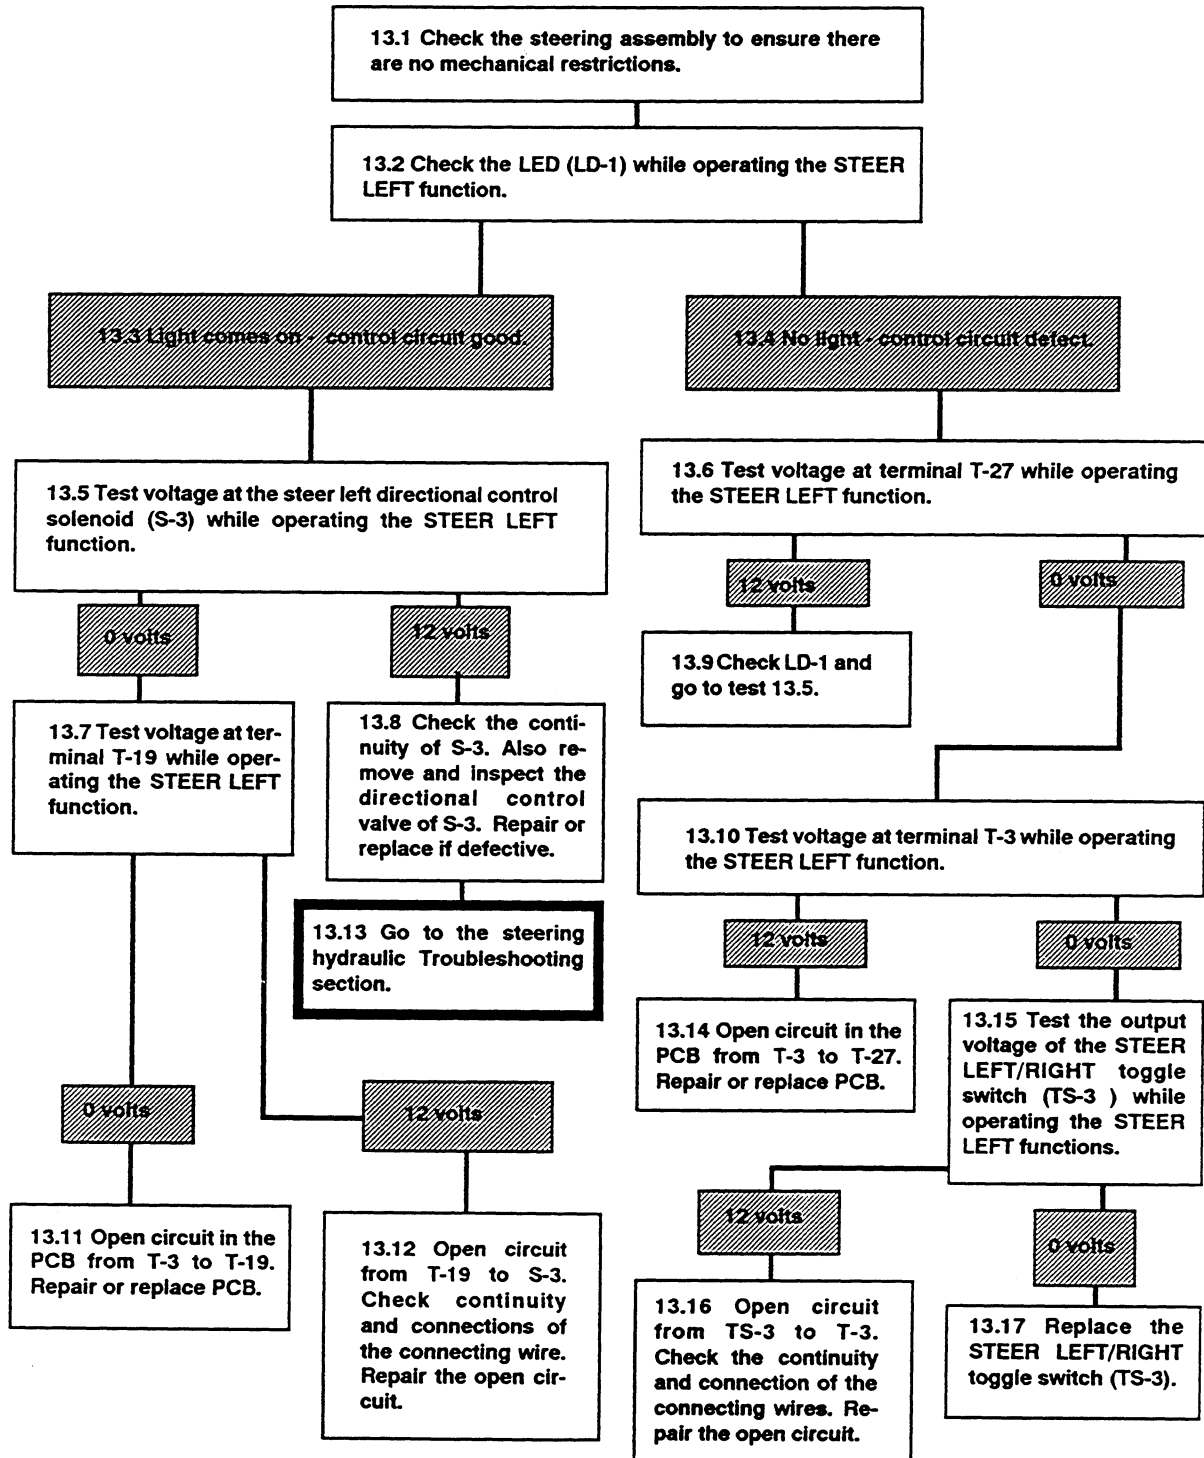 13.1 Check the steering assembly to ensure there
are no mechanical restrictions.
13.2 Check the LED (LD-1) while operating the STEER
LEFT function.
13.3 Light comes on - control circuit good.
13.4 No light - control circuit defect.
13.5 Test voltage at the steer left directional control
solenoid (S-3) while operating the STEER LEFT
function.
13.6 Test voltage at terminal T-27 while operating
the STEER LEFT function.
0 volts
12 volts
12 volts
0 volts
13.7 Test voltage at ter-
minal T-19 while oper-
ating the STEER LEFT
function.
13.8 Check the conti-
nuity of S-3. Also re-
move and inspect the
directional control
valve of S-3. Repair or
replace if defective.
13.9 Check LD-1 and
go to test 13.5.
13.10 Test voltage at terminal T-3 while operating
the STEER LEFT function.
13.13 Go to the steering
hydraulic Troubleshooting
section.
12 volts
0 volts
13.14 Open circuit in the
PCB from T-3 to T-27.
Repair or replace PCB.
13.15 Test the output
voltage of the STEER
LEFT/RIGHT toggle
switch (TS-3 ) while
operating the STEER
LEFT functions.
0 volts
12 volts
12 volts
0 volts
13.11 Open circuit in the
PCB from T-3 to T-19.
Repair or replace PCB.
13.12 Open circuit
from T-19 to S-3.
Check continuity
and connections of
the connecting wire.
Repair the open cir-
cuit.
13.16 Open circuit
from TS-3 to T-3.
Check the continuity
and connection of the
connecting wires. Re-
pair the open circuit.
13.17 Replace the
STEER LEFT/RIGHT
toggle switch (TS-3).